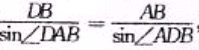 DB/sin∠DAB = AB/sin∠ADB,